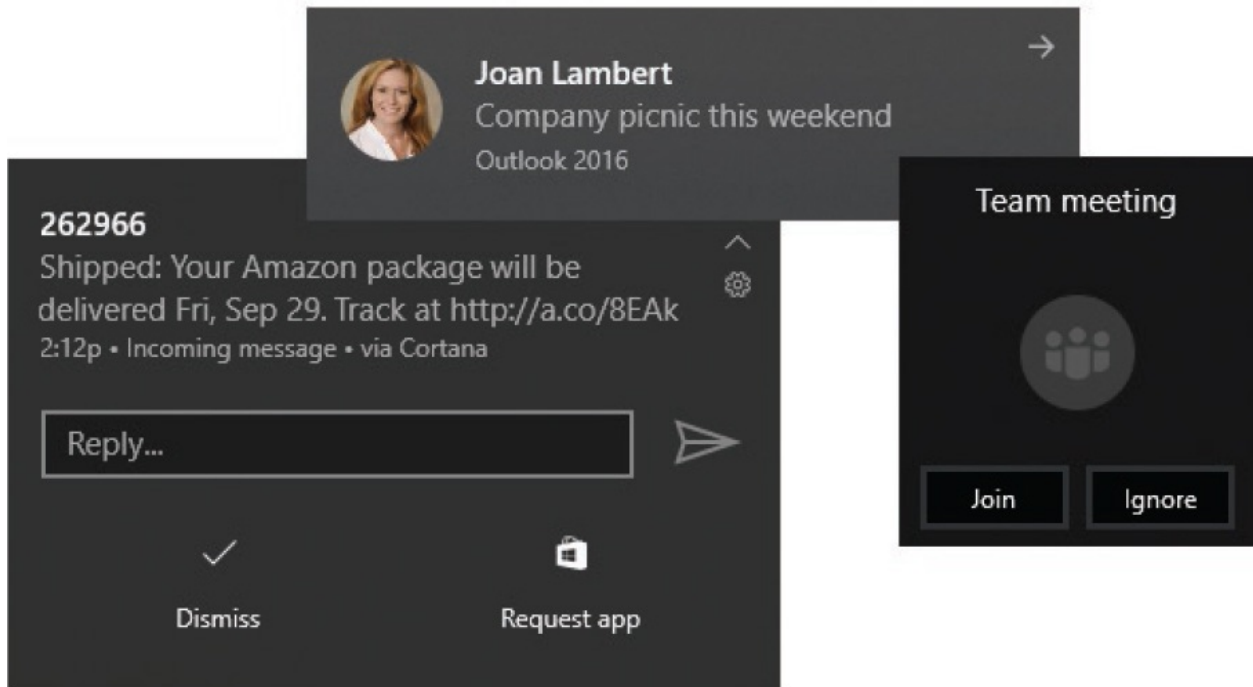 Joan Lambert
Company picnic this weekend
Outlook 2016
262966
Shipped: Your Amazon package will be
delivered Fri, Sep 29. Track at http://a.co/8EAk
2:12p • Incoming message • via Cortana
Reply...
Dismiss
Request app
Team meeting
Join
Ignore